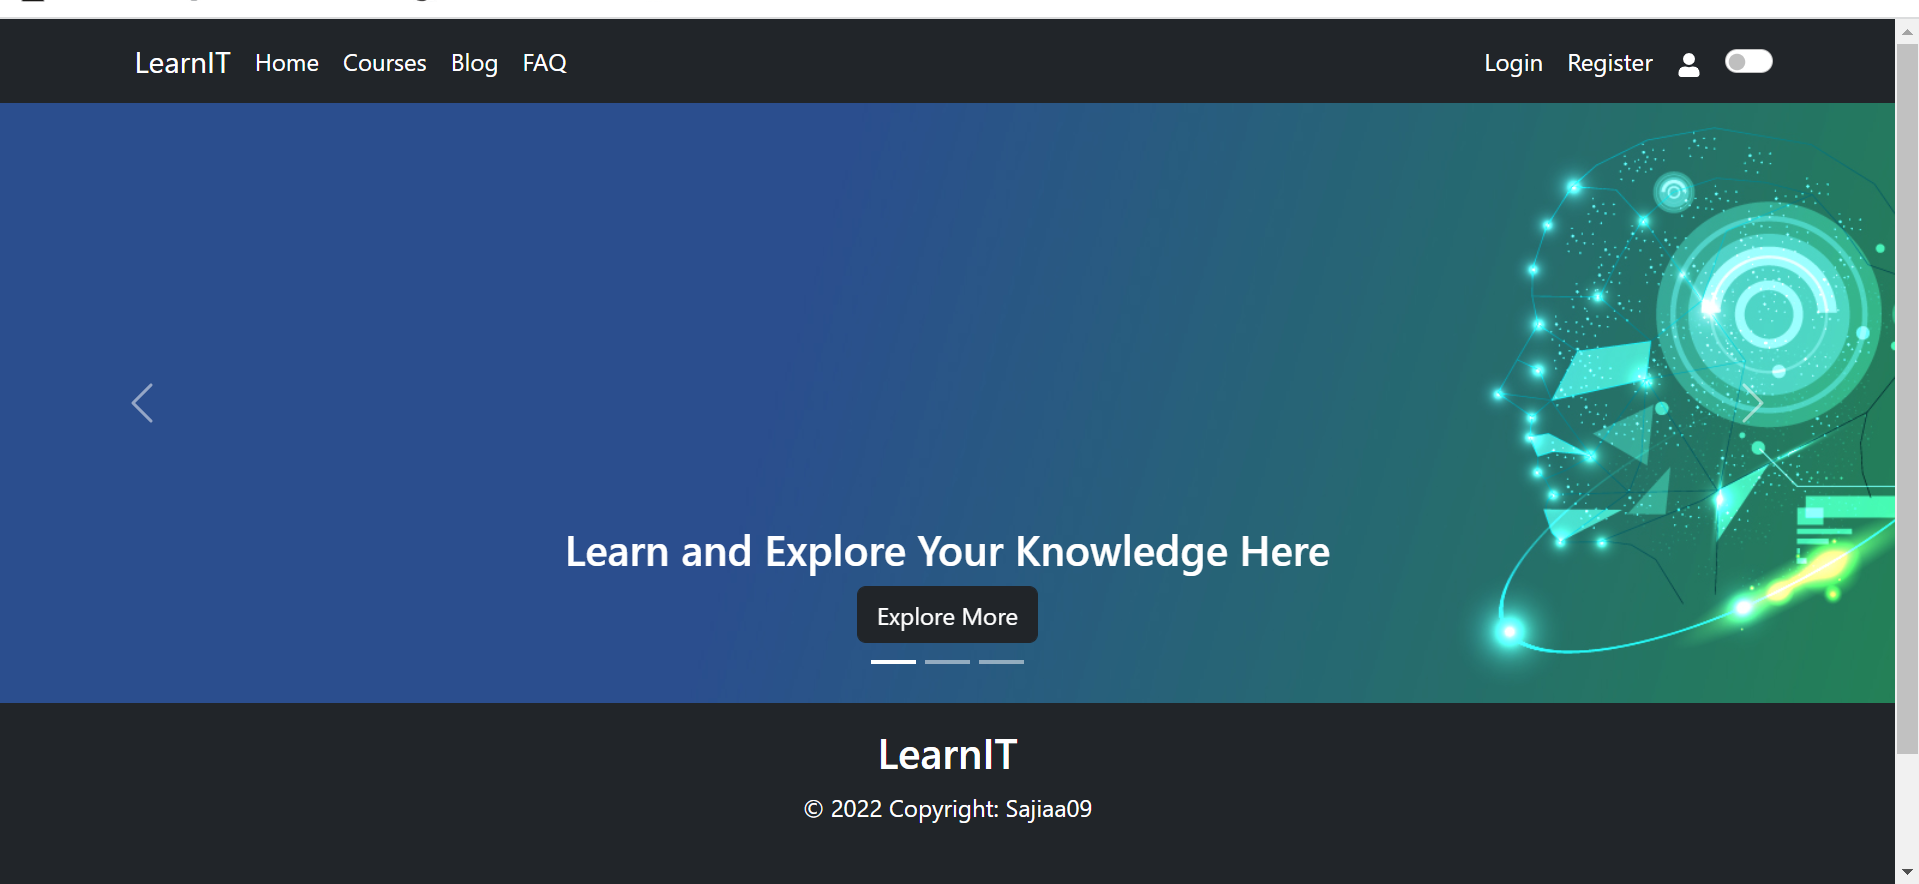 LearnIT Home Courses Blog FAQ Login Register
Learn and Explore Your Knowledge Here
Explore More
LearnIT
© 2022 Copyright: Sajiaa09